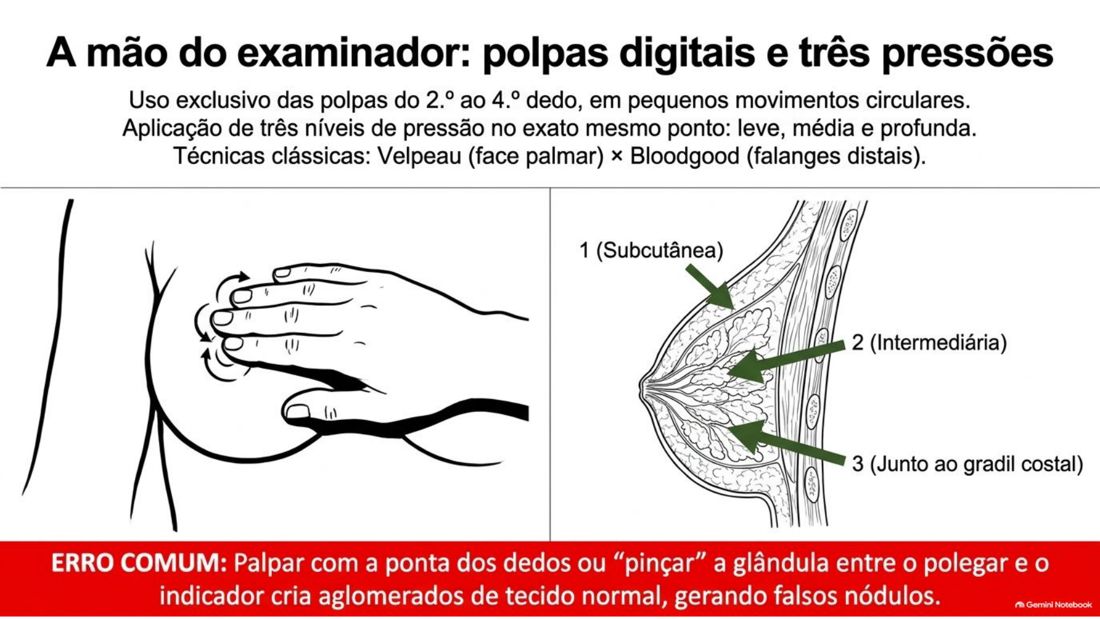 A mão do examinador: polpas digitais e três pressões
Uso exclusivo das polpas do 2.º ao 4.º dedo, em pequenos movimentos circulares.
Aplicação de três níveis de pressão no exato mesmo ponto: leve, média e profunda.
Técnicas clássicas: Velpeau (face palmar) × Bloodgood (falanges distais).
1 (Subcutânea)
2 (Intermediária)
3 (Junto ao gradil costal)
ERRO COMUM: Palpar com a ponta dos dedos ou “pinçar” a glândula entre o polegar e o
indicador cria aglomerados de tecido normal, gerando falsos nódulos.
Gemini Notebook